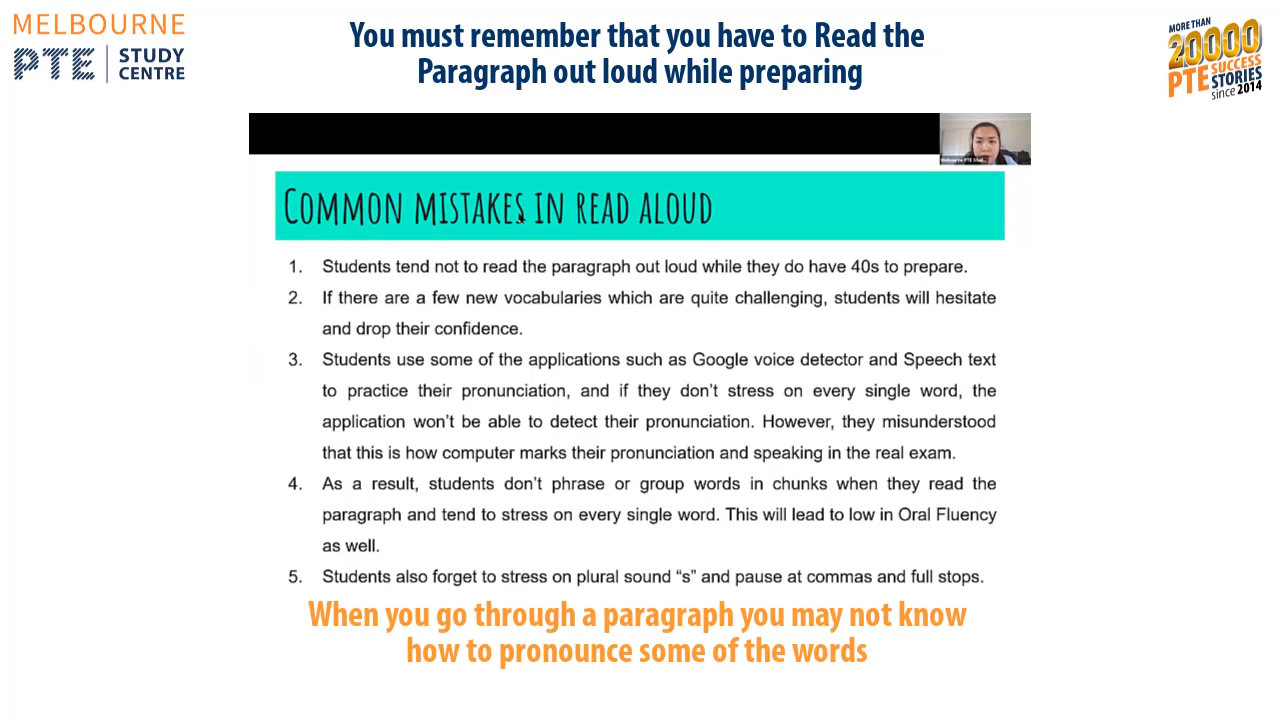 MELBOURNE
PTE
STUDY
CENTRE
You must remember that you have to Read the
Paragraph out loud while preparing
MORE THAN
20000
PTE SUCCESS
STORIES
since 2014
COMMON MISTAKES IN READ ALOUD
1. Students tend not to read the paragraph out loud while they do have 40s to prepare.
2. If there are a few new vocabularies which are quite challenging, students will hesitate
and drop their confidence.
3. Students use some of the applications such as Google voice detector and Speech text
to practice their pronunciation, and if they don't stress on every single word, the
application won't be able to detect their pronunciation. However, they misunderstood
that this is how computer marks their pronunciation and speaking in the real exam.
4. As a result, students don't phrase or group words in chunks when they read the
paragraph and tend to stress on every single word. This will lead to low in Oral Fluency
as well.
5. Students also forget to stress on plural sound “s” and pause at commas and full stops.
When you go through a paragraph you may not know
how to pronounce some of the words